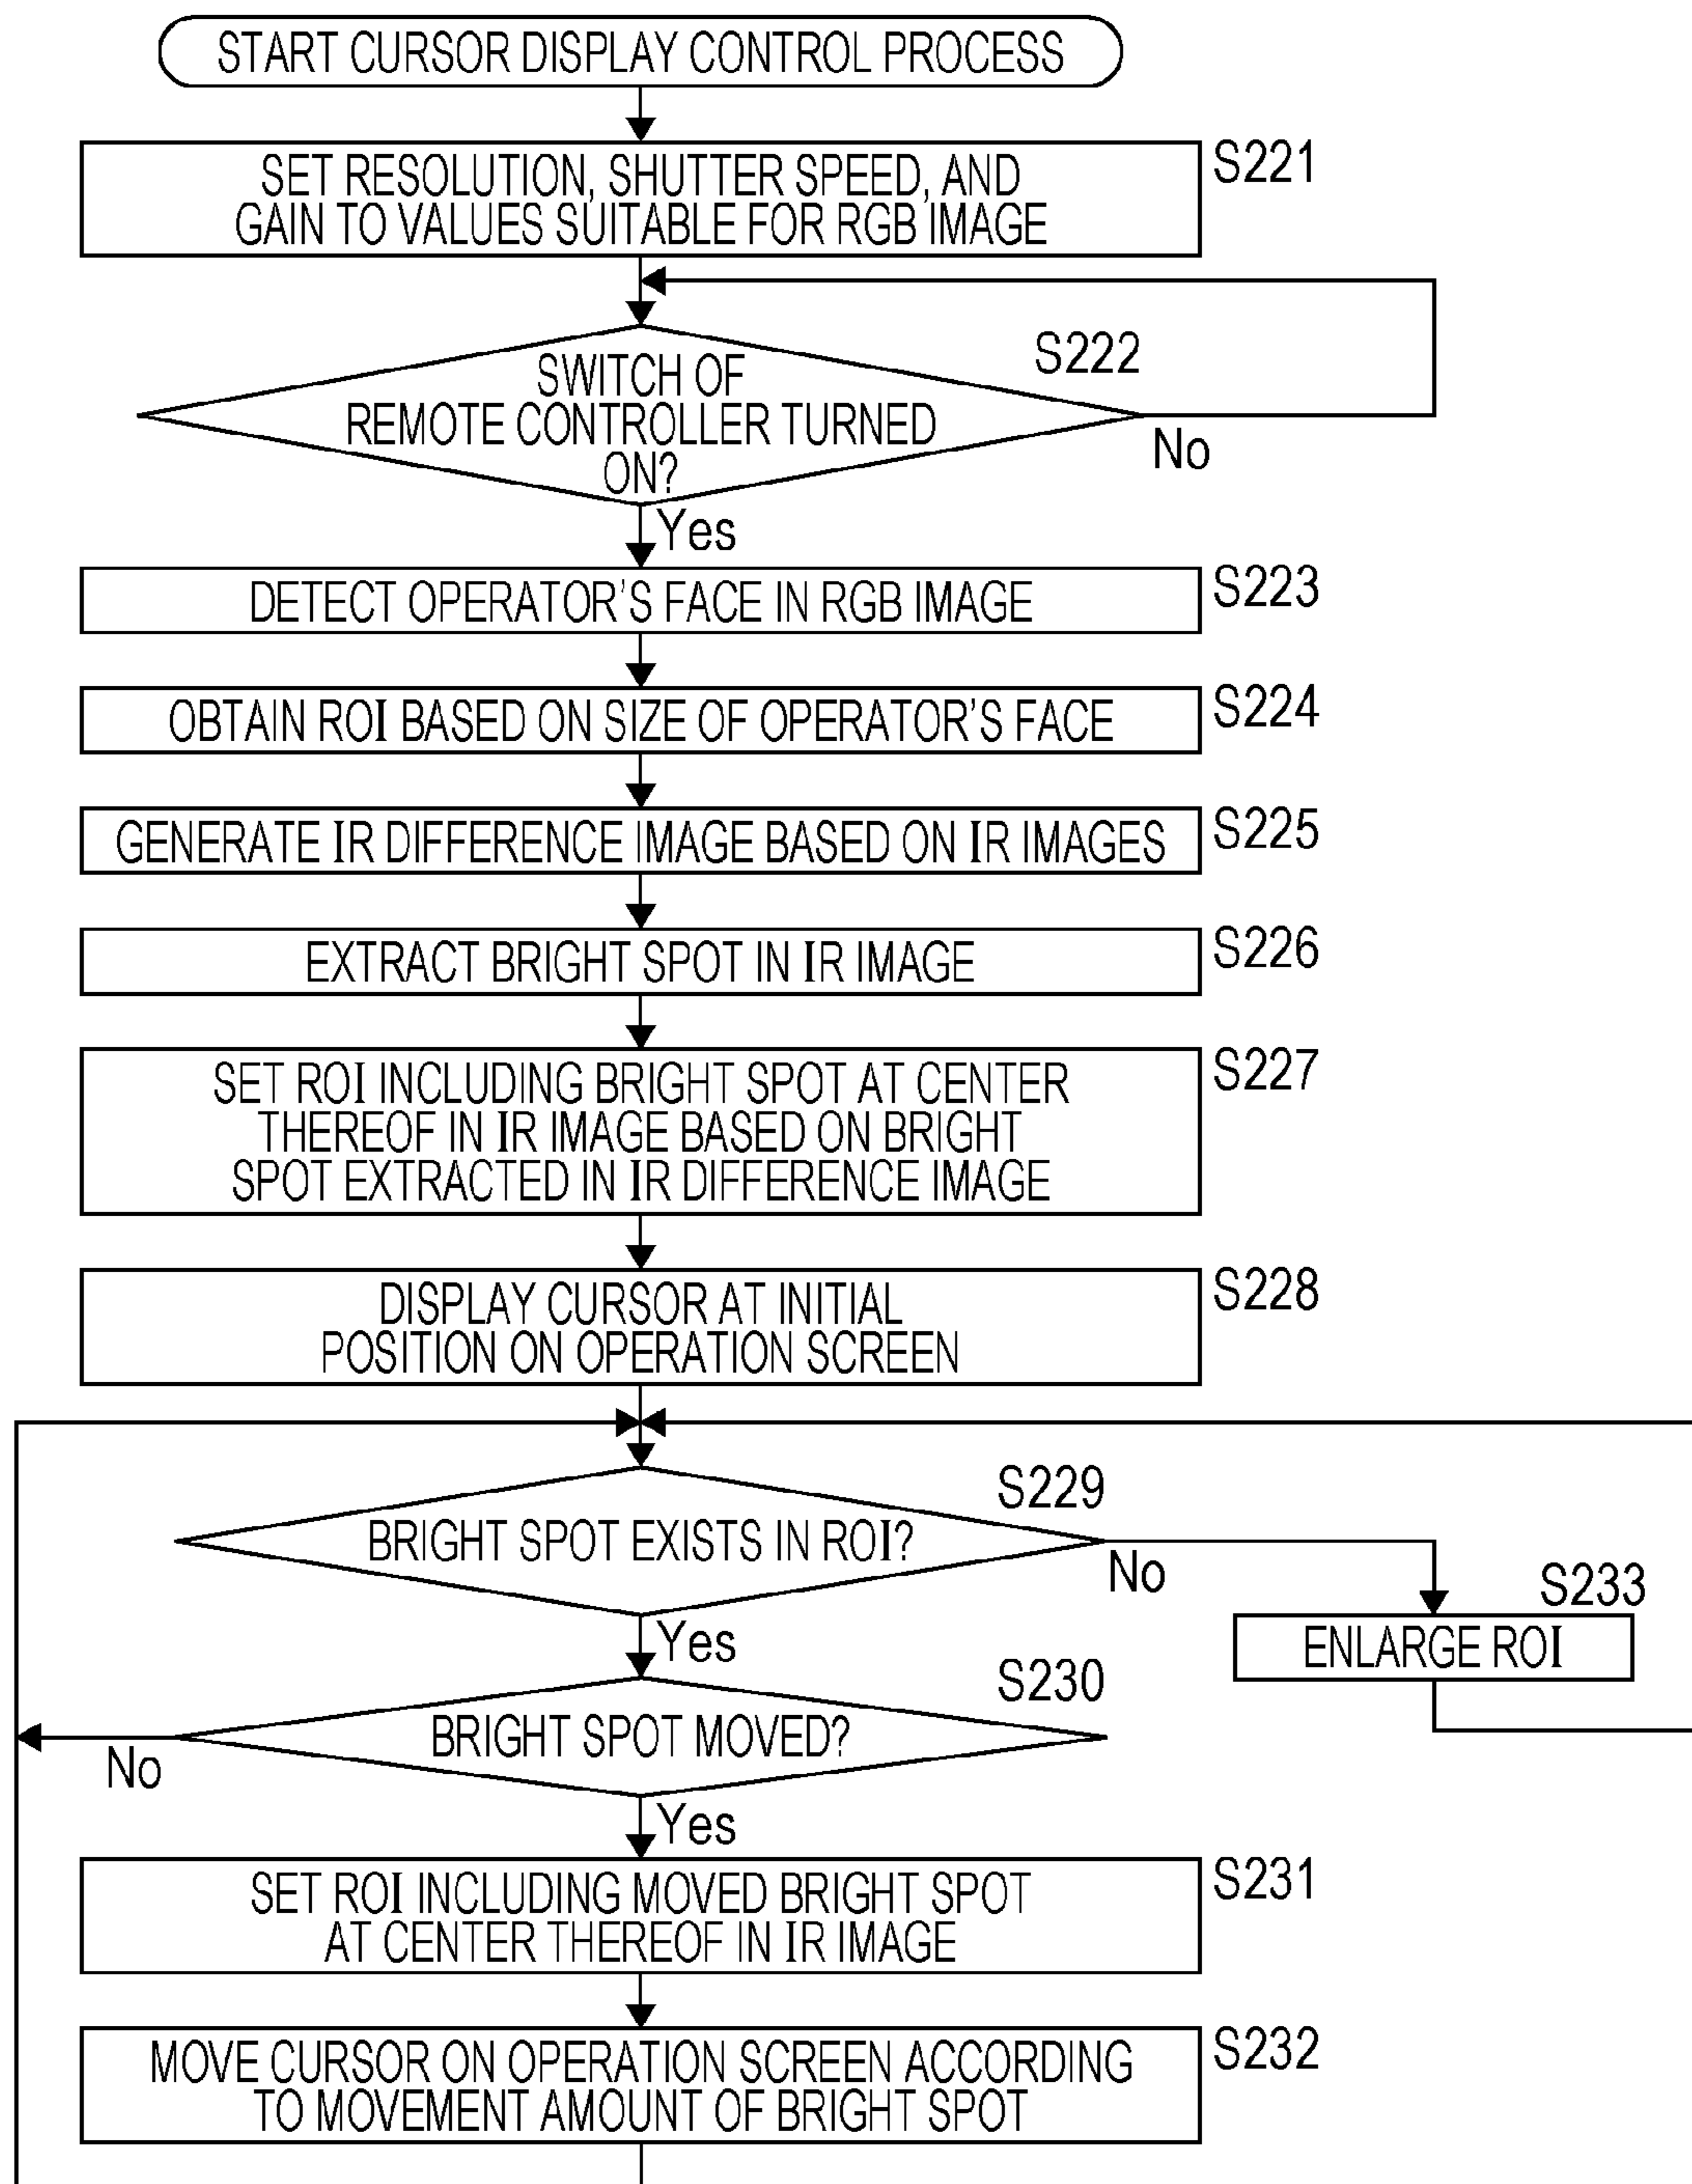 START CURSOR DISPLAY CONTROL PROCESS
S221
SET RESOLUTION, SHUTTER SPEED, AND
GAIN TO VALUES SUITABLE FOR RGB IMAGE
S222
SWITCH OF
REMOTE CONTROLLER TURNED
ON?
No
Yes
S223
DETECT OPERATOR'S FACE IN RGB IMAGE
S224
OBTAIN ROI BASED ON SIZE OF OPERATOR'S FACE
S225
GENERATE IR DIFFERENCE IMAGE BASED ON IR IMAGES
S226
EXTRACT BRIGHT SPOT IN IR IMAGE
S227
SET ROI INCLUDING BRIGHT SPOT AT CENTER
THEREOF IN IR IMAGE BASED ON BRIGHT
SPOT EXTRACTED IN IR DIFFERENCE IMAGE
S228
DISPLAY CURSOR AT INITIAL
POSITION ON OPERATION SCREEN
S229
BRIGHT SPOT EXISTS IN ROI?
No
S233
ENLARGE ROI
Yes
S230
BRIGHT SPOT MOVED?
No
Yes
S231
SET ROI INCLUDING MOVED BRIGHT SPOT
AT CENTER THEREOF IN IR IMAGE
S232
MOVE CURSOR ON OPERATION SCREEN ACCORDING
TO MOVEMENT AMOUNT OF BRIGHT SPOT